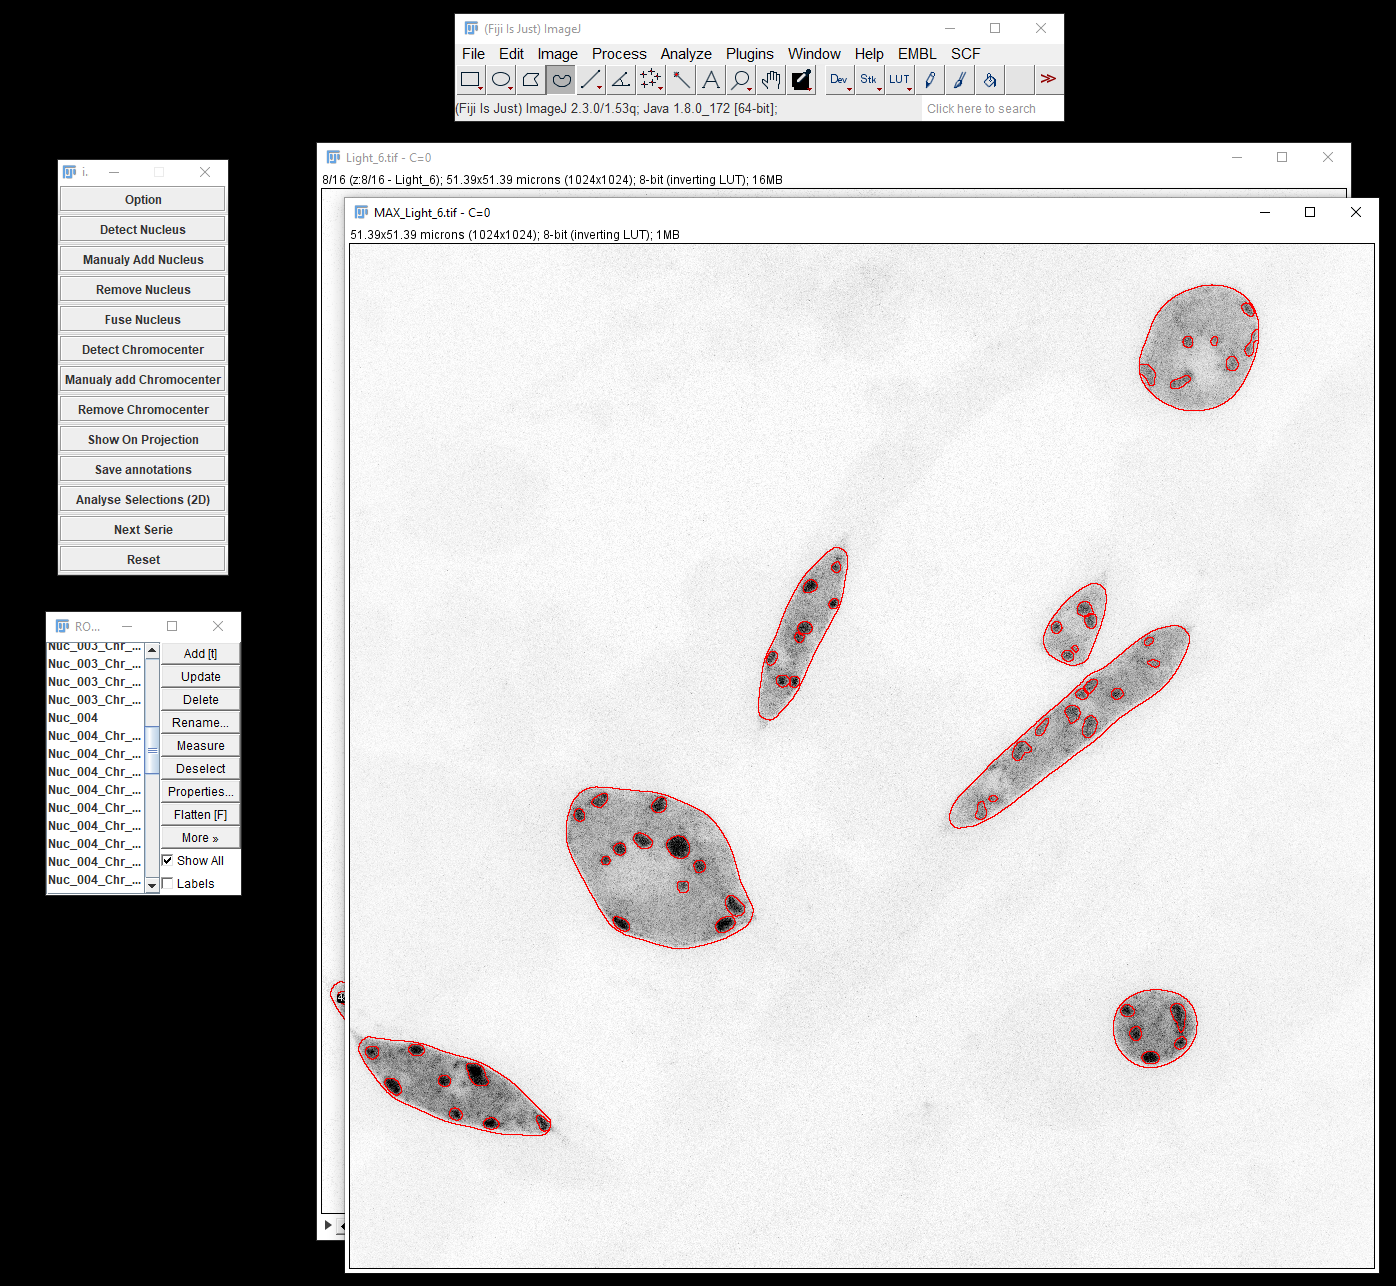 (Fiji Is Just) ImageJ
File Edit Image Process Analyze Plugins Window Help EMBL SCF
Dev Stk LUT
(Fiji Is Just) ImageJ 2.3.0/1.53q; Java 1.8.0_172 [64-bit];
Click here to search
i.
Option
Detect Nucleus
Manualy Add Nucleus
Remove Nucleus
Fuse Nucleus
Detect Chromocenter
Manualy add Chromocenter
Remove Chromocenter
Show On Projection
Save annotations
Analyse Selections (2D)
Next Serie
Reset
Light_6.tif - C=0
8/16 (z:8/16 - Light_6); 51.39x51.39 microns (1024x1024); 8-bit (inverting LUT); 16MB
MAX_Light_6.tif - C=0
51.39x51.39 microns (1024x1024); 8-bit (inverting LUT); 1MB
RO...
Nuc_003_Chr_...
Nuc_003_Chr_...
Nuc_003_Chr_...
Nuc_003_Chr_...
Nuc_004
Nuc_004_Chr_...
Nuc_004_Chr_...
Nuc_004_Chr_...
Nuc_004_Chr_...
Nuc_004_Chr_...
Nuc_004_Chr_...
Nuc_004_Chr_...
Nuc_004_Chr_...
Nuc_004_Chr_...
Add [t]
Update
Delete
Rename...
Measure
Deselect
Properties...
Flatten [F]
More »
Show All
Labels